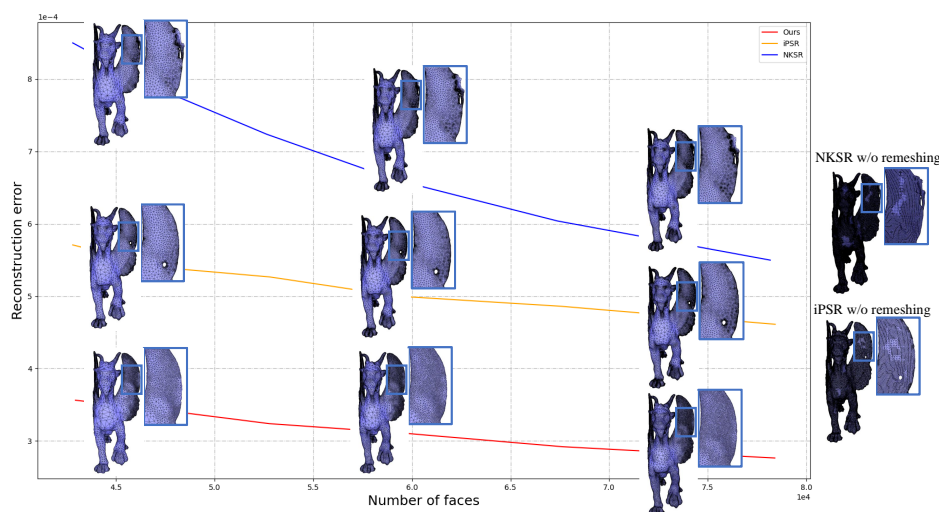 1e−4
Ours
iPSR
NKSR
8
7
6
5
4
3
Reconstruction error
4.5
5.0
5.5
6.0
6.5
7.0
7.5
8.0
1e4
Number of faces
NKSR w/o remeshing
iPSR w/o remeshing